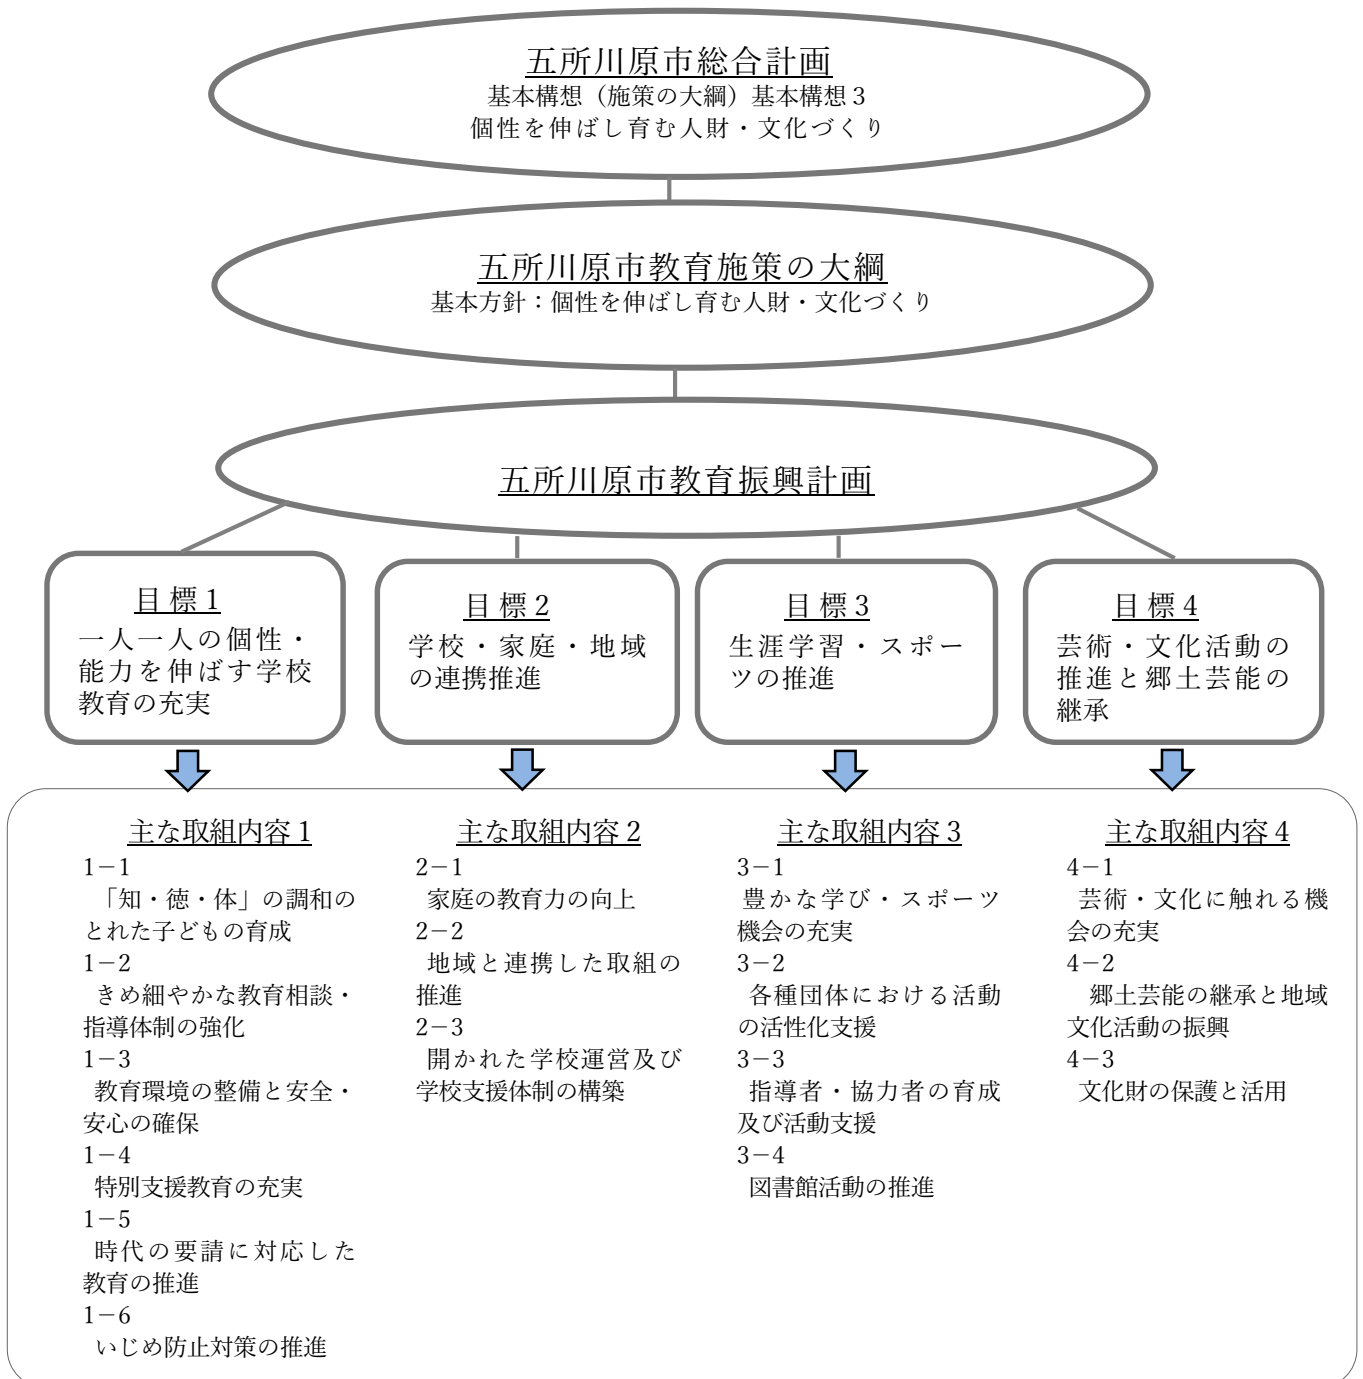 五所川原市総合計画
基本構想（施策の大綱）基本構想３
個性を伸ばし育む人財・文化づくり
五所川原市教育施策の大綱
基本方針：個性を伸ばし育む人財・文化づくり
五所川原市教育振興計画
目標１
一人一人の個性・
能力を伸ばす学校
教育の充実
目標２
学校・家庭・地域
の連携推進
目標３
生涯学習・スポー
ツの推進
目標４
芸術・文化活動の
推進と郷土芸能の
継承
主な取組内容１
1－1
「知・徳・体」の調和の
とれた子どもの育成
1－2
きめ細やかな教育相談・
指導体制の強化
1－3
教育環境の整備と安全・
安心の確保
1－4
特別支援教育の充実
1－5
時代の要請に対応した
教育の推進
1－6
いじめ防止対策の推進
主な取組内容２
2－1
家庭の教育力の向上
2－2
地域と連携した取組の
推進
2－3
開かれた学校運営及び
学校支援体制の構築
主な取組内容３
3－1
豊かな学び・スポーツ
機会の充実
3－2
各種団体における活動
の活性化支援
3－3
指導者・協力者の育成
及び活動支援
3－4
図書館活動の推進
主な取組内容４
4－1
芸術・文化に触れる機
会の充実
4－2
郷土芸能の継承と地域
文化活動の振興
4－3
文化財の保護と活用